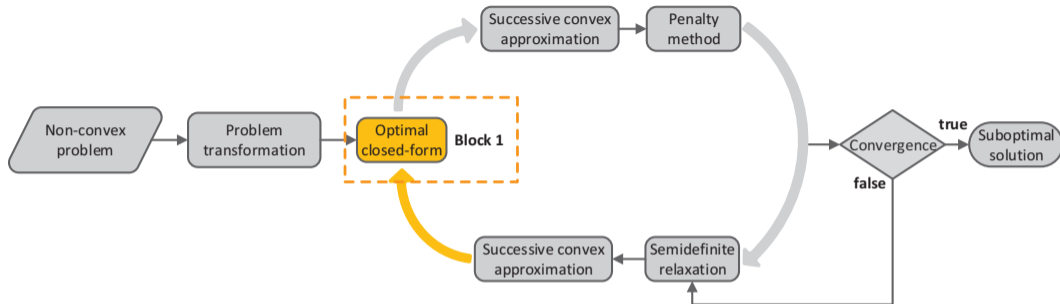 Successive convex
approximation
Penalty
method
Non-convex
problem
Problem
transformation
Optimal
closed-form
Block 1
Convergence
true
false
Suboptimal
solution
Successive convex
approximation
Semidefinite
relaxation